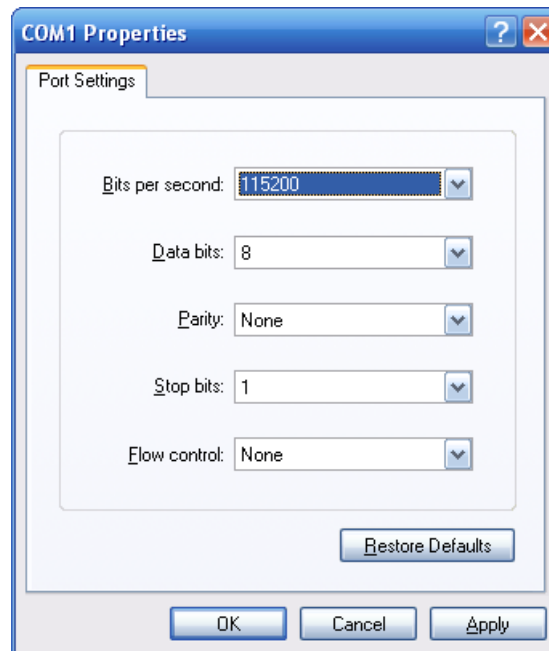 COM1 Properties
Port Settings
Bits per second: 115200
Data bits: 8
Parity: None
Stop bits: 1
Flow control: None
Restore Defaults
OK Cancel Apply